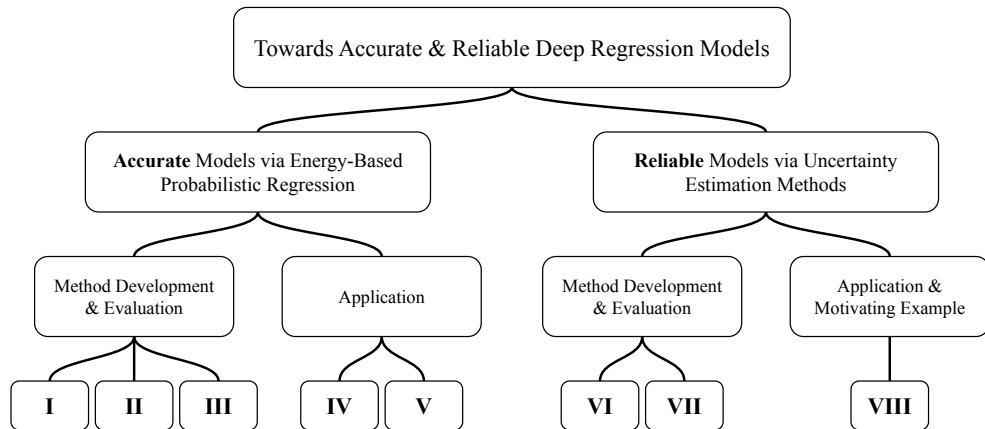 Towards Accurate & Reliable Deep Regression Models
Accurate Models via Energy-Based
Probabilistic Regression
Reliable Models via Uncertainty
Estimation Methods
Method Development
& Evaluation
Application
Method Development
& Evaluation
Application &
Motivating Example
I
II
III
IV
V
VI
VII
VIII